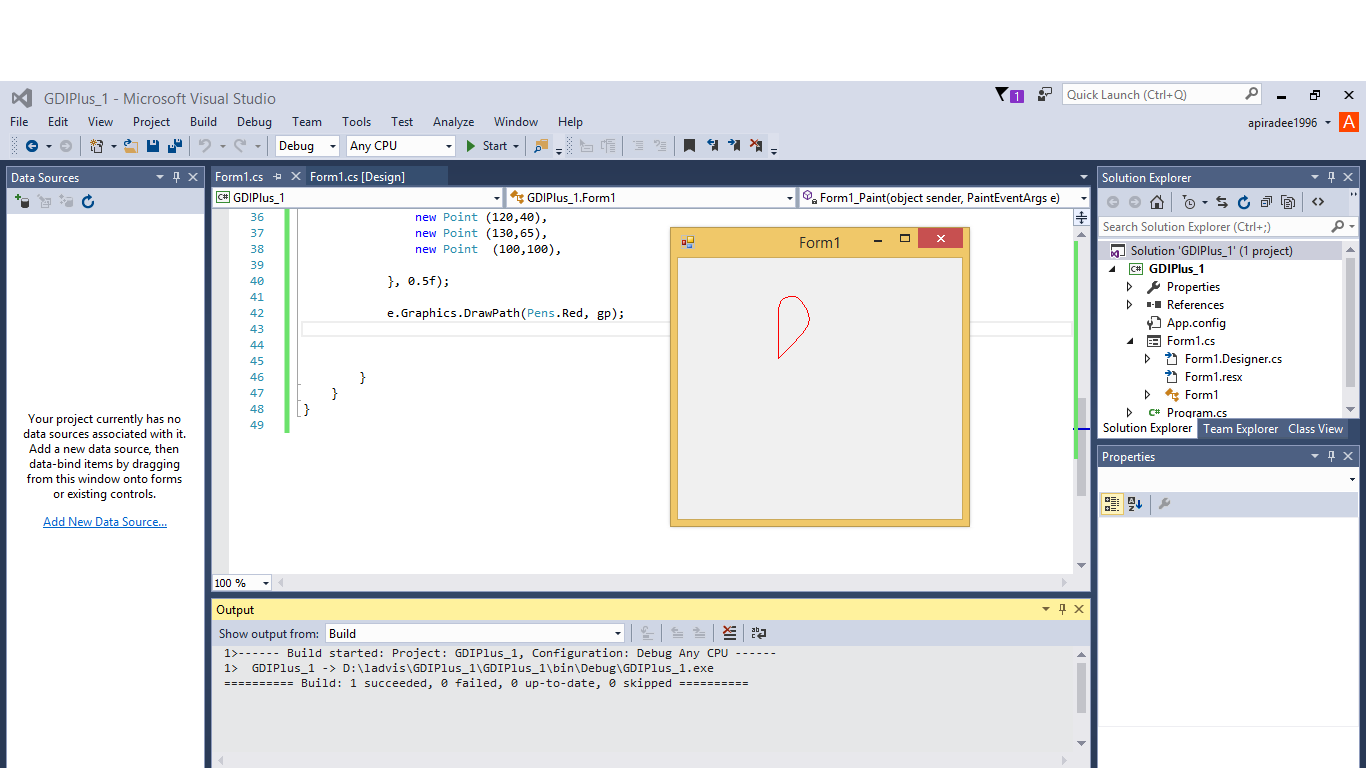 GDIPlus_1 - Microsoft Visual Studio
1
Quick Launch (Ctrl+Q)
File Edit View Project Build Debug Team Tools Test Analyze Window Help
apiradee1996 A
Debug Any CPU Start
Data Sources
Your project currently has no
data sources associated with it.
Add a new data source, then
data-bind items by dragging
from this window onto forms
or existing controls.
Add New Data Source...
Form1.cs Form1.cs [Design]
C# GDIPlus_1 GDIPlus_1.Form1 Form1_Paint(object sender, PaintEventArgs e)
36 new Point (120,40),
37 new Point (130,65),
38 new Point (100,100),
39
40 }, 0.5f);
41
42 e.Graphics.DrawPath(Pens.Red, gp);
43
44
45
46 }
47 }
48 }
49
100 %
Form1
Output
Show output from: Build
1>------ Build started: Project: GDIPlus_1, Configuration: Debug Any CPU ------
1> GDIPlus_1 -> D:\ladvis\GDIPlus_1\GDIPlus_1\bin\Debug\GDIPlus_1.exe
========== Build: 1 succeeded, 0 failed, 0 up-to-date, 0 skipped ==========
Solution Explorer
Search Solution Explorer (Ctrl+;)
Solution 'GDIPlus_1' (1 project)
C# GDIPlus_1
Properties
References
App.config
Form1.cs
Form1.Designer.cs
Form1.resx
Form1
C# Program.cs
Solution Explorer Team Explorer Class View
Properties